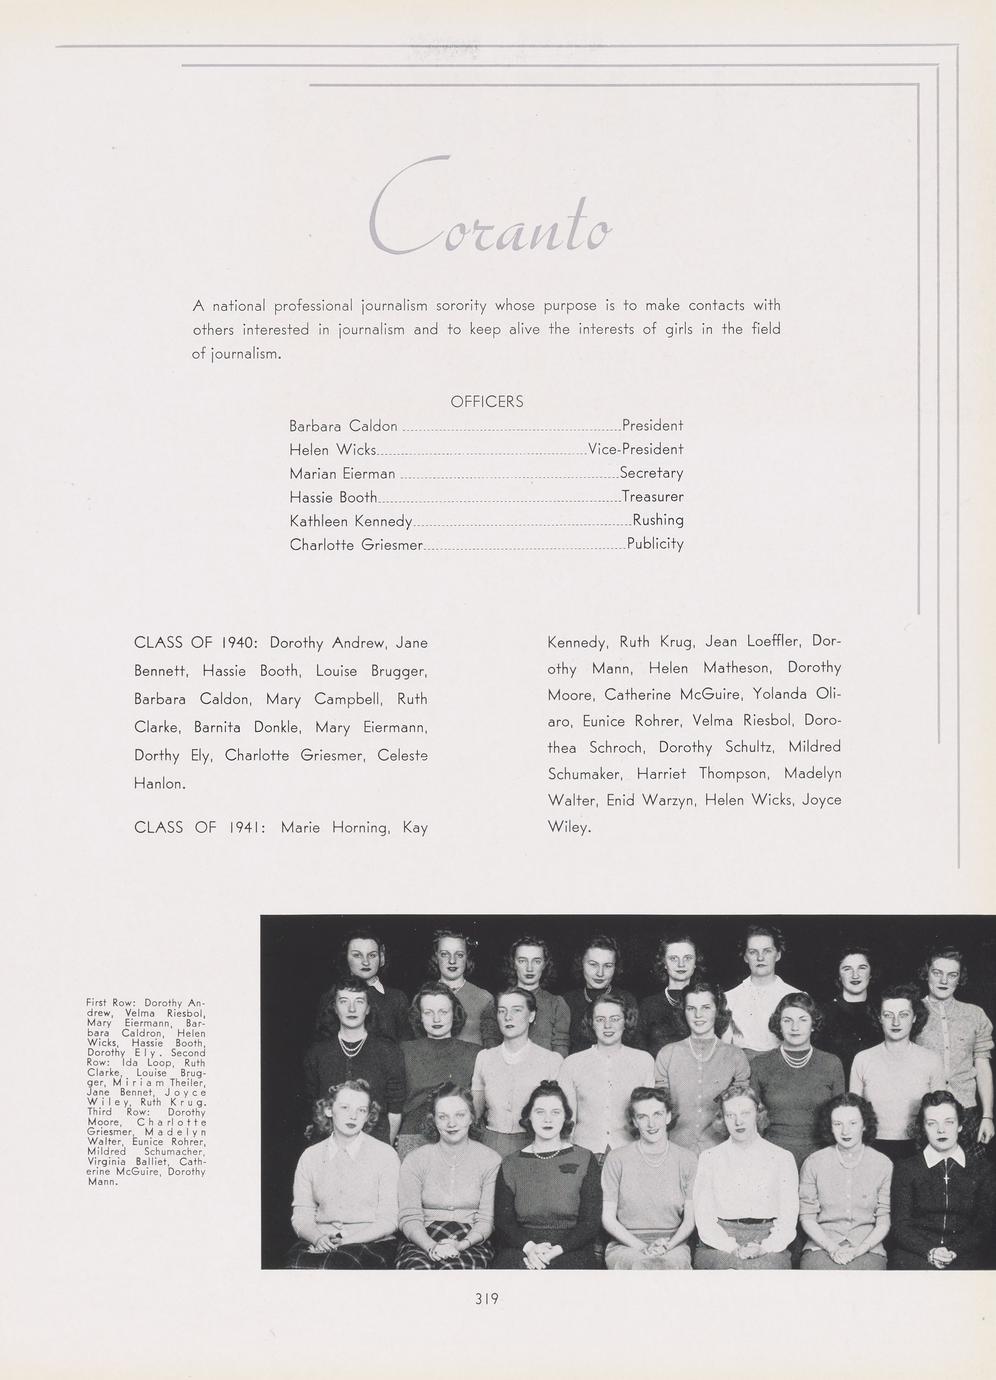 Coranto
A national professional journalism sorority whose purpose is to make contacts with
others interested in journalism and to keep alive the interests of girls in the field
of journalism.
OFFICERS
Barbara Caldon President
Helen Wicks Vice-President
Marian Eierman Secretary
Hassie Booth Treasurer
Kathleen Kennedy Rushing
Charlotte Griesmer Publicity
CLASS OF 1940: Dorothy Andrew, Jane
Bennett, Hassie Booth, Louise Brugger,
Barbara Caldon, Mary Campbell, Ruth
Clarke, Barnita Donkle, Mary Eiermann,
Dorthy Ely, Charlotte Griesmer, Celeste
Hanlon.
CLASS OF 1941: Marie Horning, Kay
Kennedy, Ruth Krug, Jean Loeffler, Dor-
othy Mann, Helen Matheson, Dorothy
Moore, Catherine McGuire, Yolanda Oli-
aro, Eunice Rohrer, Velma Riesbol, Doro-
thea Schroch, Dorothy Schultz, Mildred
Schumaker, Harriet Thompson, Madelyn
Walter, Enid Warzyn, Helen Wicks, Joyce
Wiley.
First Row: Dorothy An-
drew, Velma Riesbol,
Mary Eiermann, Bar-
bara Caldron, Helen
Wicks, Hassie Booth,
Dorothy Ely. Second
Row: Ida Loop, Ruth
Clarke, Louise Brug-
ger, Miriam Theiler,
Jane Bennet, Joyce
Wiley, Ruth Krug.
Third Row: Dorothy
Moore, Charlotte
Griesmer, Madelyn
Walter, Eunice Rohrer,
Mildred Schumacher,
Virginia Balliet, Cath-
erine McGuire, Dorothy
Mann.
319